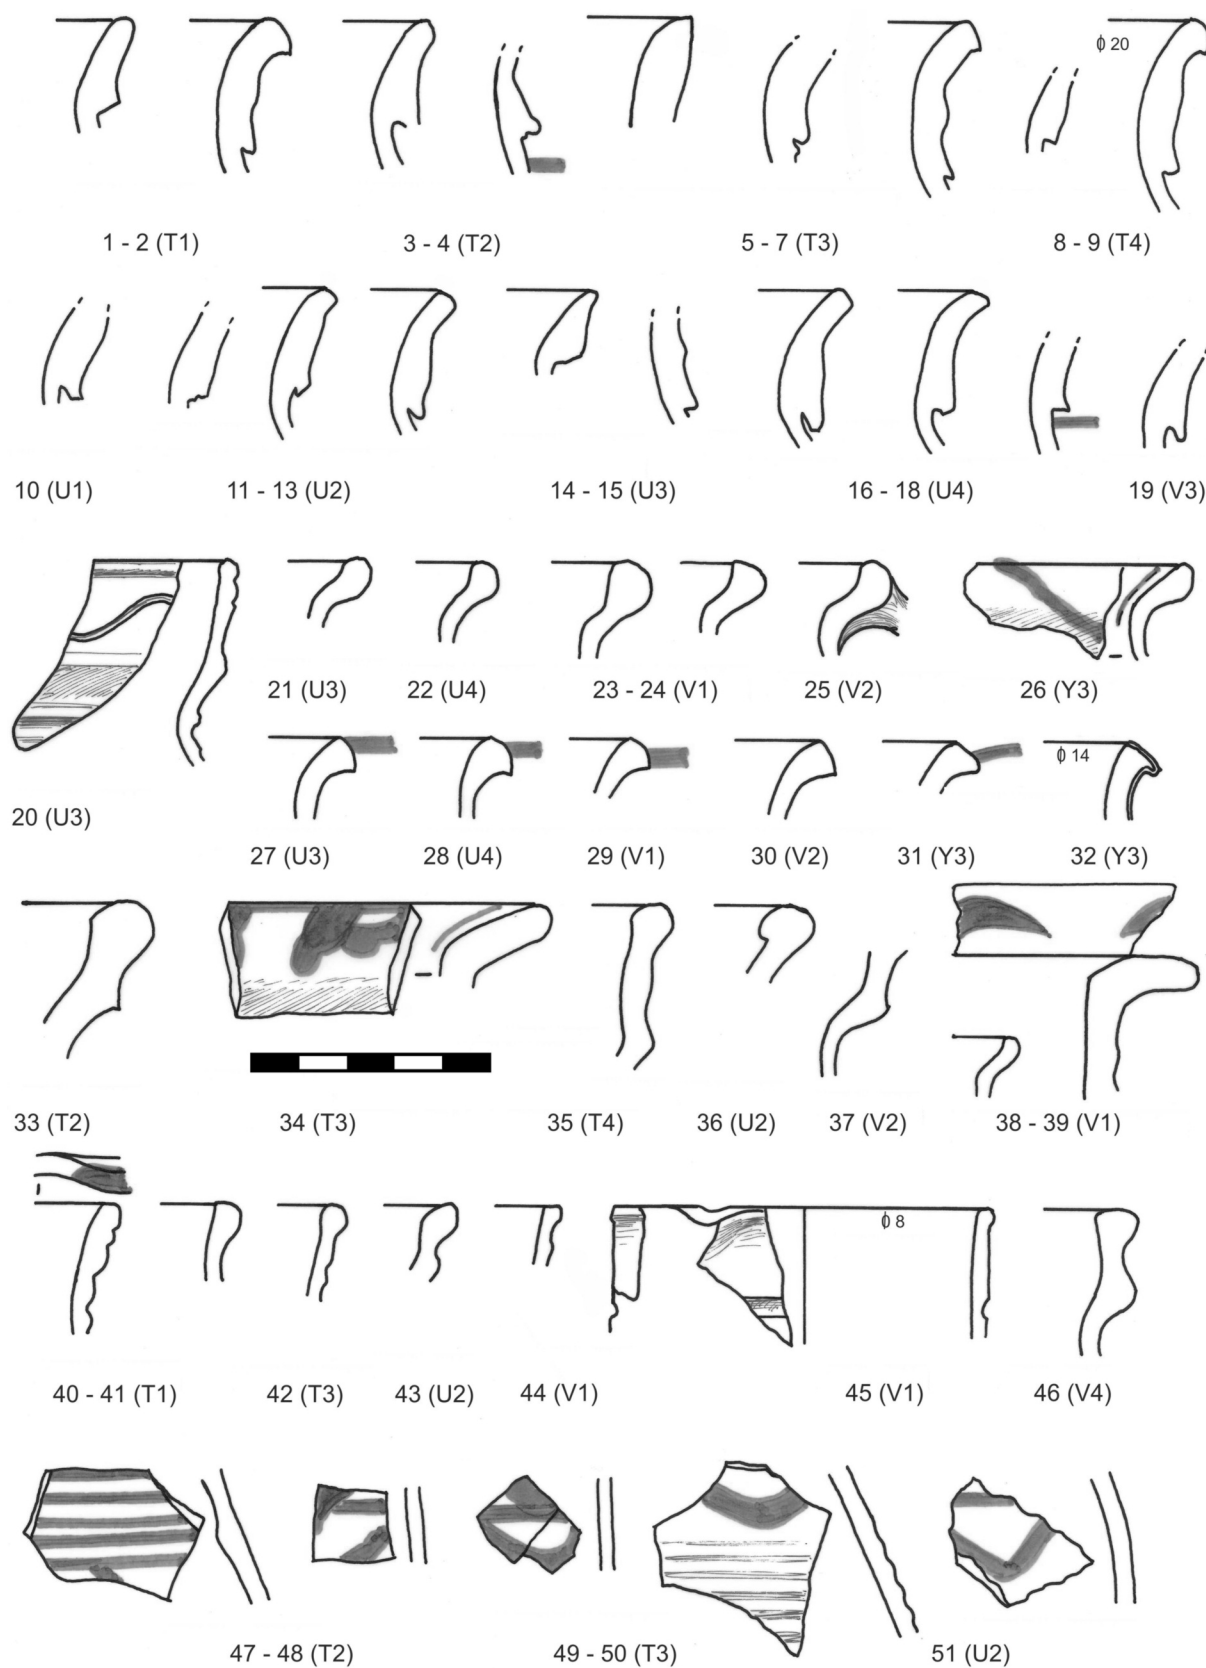 ϕ 20
1 - 2 (T1) 3 - 4 (T2) 5 - 7 (T3) 8 - 9 (T4)
10 (U1) 11 - 13 (U2) 14 - 15 (U3) 16 - 18 (U4) 19 (V3)
21 (U3) 22 (U4) 23 - 24 (V1) 25 (V2) 26 (Y3)
ϕ 14
20 (U3)
27 (U3) 28 (U4) 29 (V1) 30 (V2) 31 (Y3) 32 (Y3)
33 (T2) 34 (T3) 35 (T4) 36 (U2) 37 (V2) 38 - 39 (V1)
ϕ 8
40 - 41 (T1) 42 (T3) 43 (U2) 44 (V1) 45 (V1) 46 (V4)
47 - 48 (T2) 49 - 50 (T3) 51 (U2)